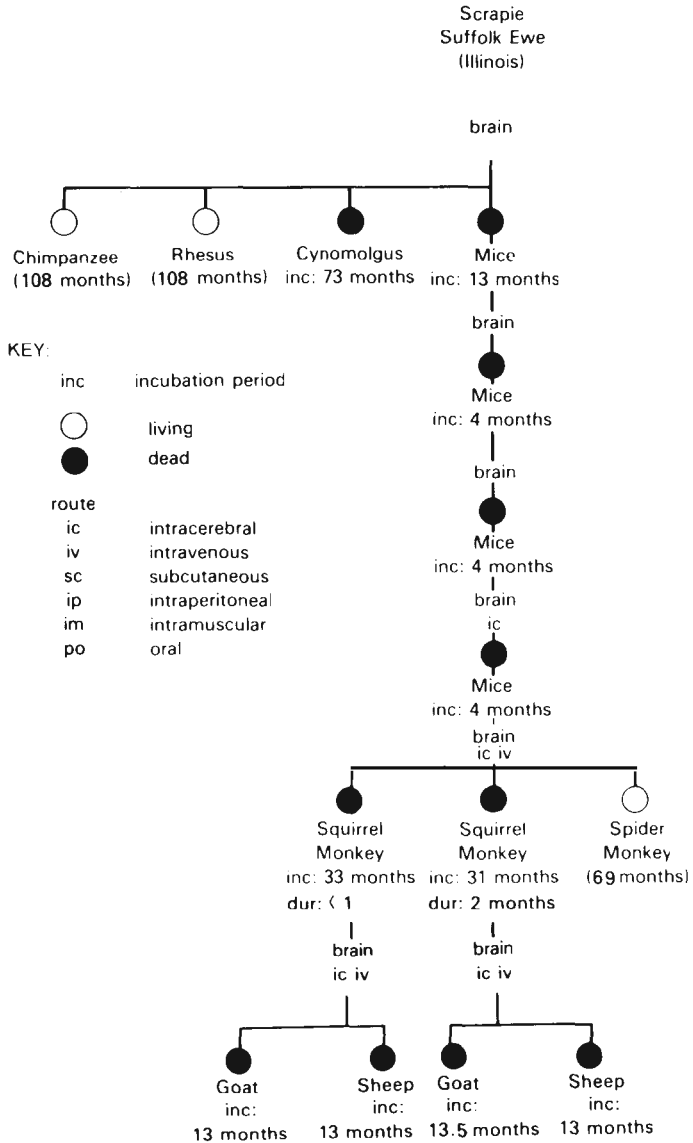 Scrapie
Suffolk Ewe
(Illinois)
brain
Chimpanzee
(108 months)
Rhesus
(108 months)
Cynomolgus
inc: 73 months
Mice
inc: 13 months
brain
KEY:
inc incubation period
living
dead
route
ic intracerebral
iv intravenous
sc subcutaneous
ip intraperitoneal
im intramuscular
po oral
Mice
inc: 4 months
brain
Mice
inc: 4 months
brain
ic
Mice
inc: 4 months
brain
ic iv
Squirrel
Monkey
inc: 33 months
dur: < 1
brain
ic iv
Squirrel
Monkey
inc: 31 months
dur: 2 months
brain
ic iv
Spider
Monkey
(69 months)
Goat
inc:
13 months
Sheep
inc:
13 months
Goat
inc:
13.5 months
Sheep
inc:
13 months